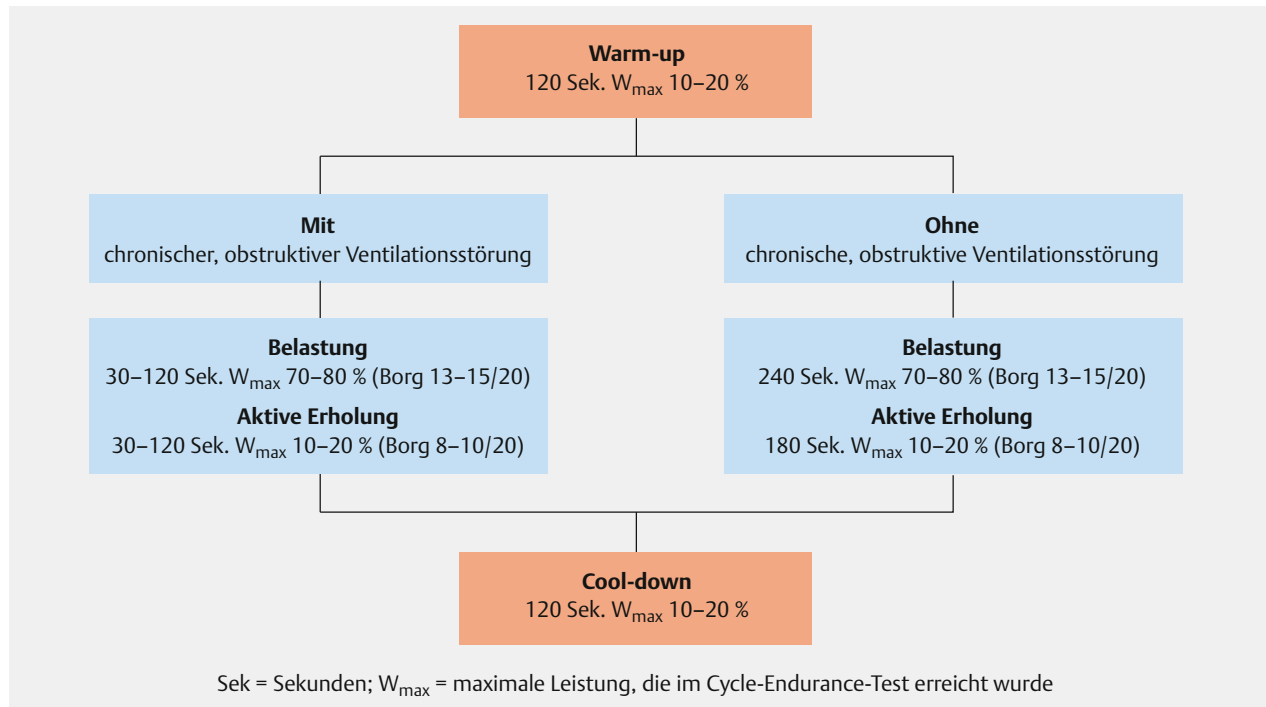 Warm-up
120 Sek. Wmax 10–20 %
Mit
chronischer, obstruktiver Ventilationsstörung
Ohne
chronische, obstruktive Ventilationsstörung
Belastung
30–120 Sek. Wmax 70–80 % (Borg 13–15/20)
Aktive Erholung
30–120 Sek. Wmax 10–20 % (Borg 8–10/20)
Belastung
240 Sek. Wmax 70–80 % (Borg 13–15/20)
Aktive Erholung
180 Sek. Wmax 10–20 % (Borg 8–10/20)
Cool-down
120 Sek. Wmax 10–20 %
Sek = Sekunden; Wmax = maximale Leistung, die im Cycle-Endurance-Test erreicht wurde